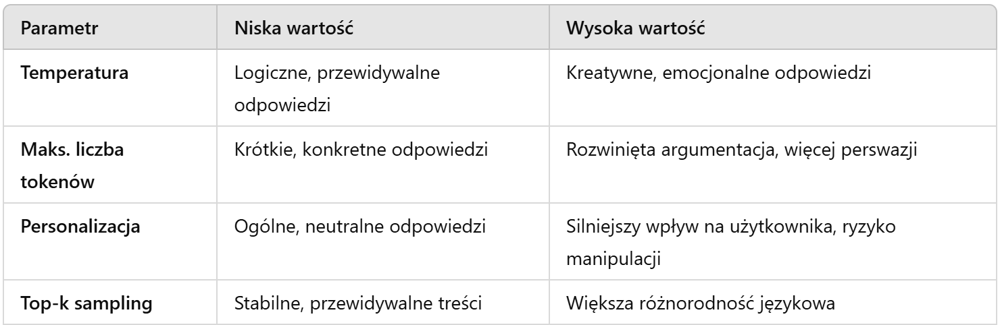 Parametr Niska wartość Wysoka wartość
Temperatura Logiczne, przewidywalne Kreatywne, emocjonalne odpowiedzi
odpowiedzi
Maks. liczba Krótkie, konkretne odpowiedzi Rozwinięta argumentacja, więcej perswazji
tokenów
Personalizacja Ogólne, neutralne odpowiedzi Silniejszy wpływ na użytkownika, ryzyko
manipulacji
Top-k sampling Stabilne, przewidywalne treści Większa różnorodność językowa